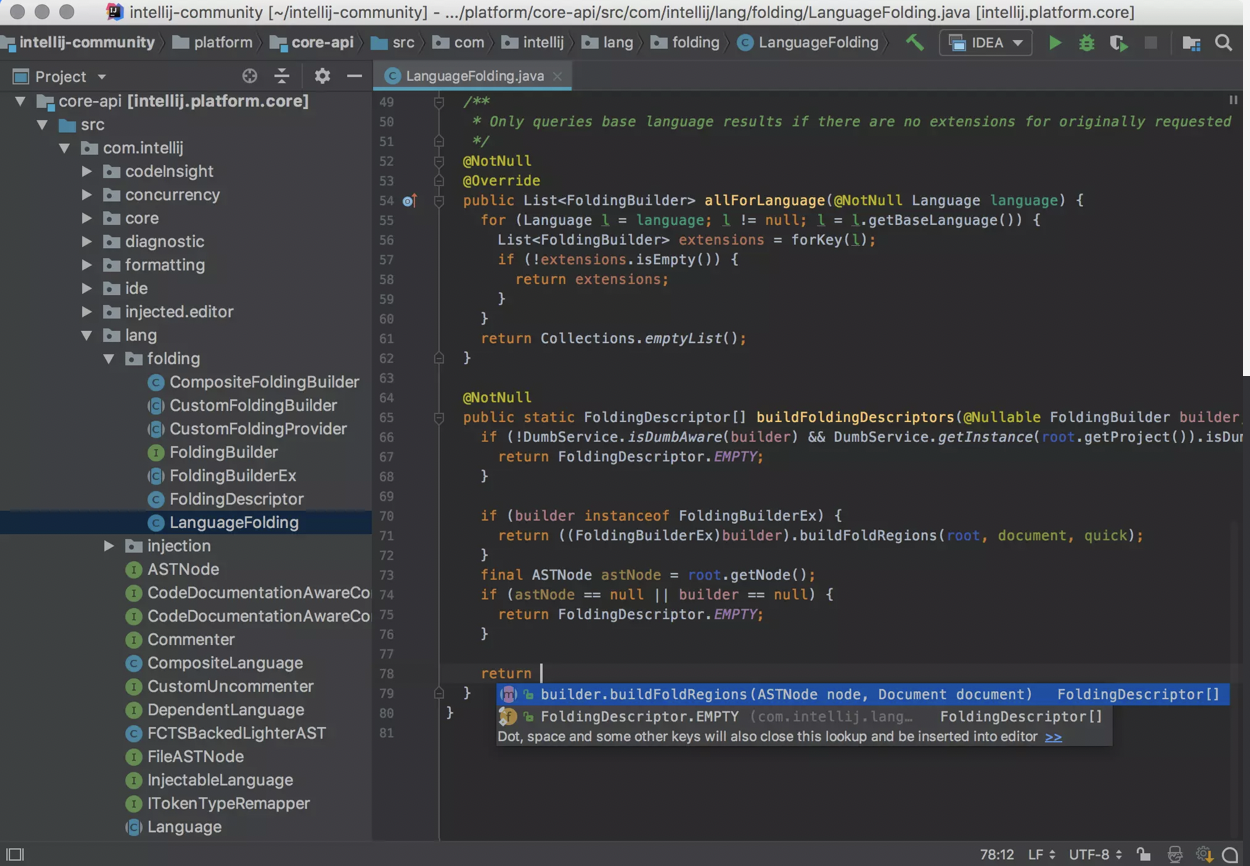 intellij-community [~/intellij-community] - .../platform/core-api/src/com/intellij/lang/folding/LanguageFolding.java [intellij.platform.core]
intellij-community platform core-api src com intellij lang folding LanguageFolding IDEA
Project
LanguageFolding.java
core-api [intellij.platform.core]
src
com.intellij
codeInsight
concurrency
core
diagnostic
formatting
ide
injected.editor
lang
folding
CompositeFoldingBuilder
CustomFoldingBuilder
CustomFoldingProvider
FoldingBuilder
FoldingBuilderEx
FoldingDescriptor
LanguageFolding
injection
ASTNode
CodeDocumentationAwareCo
CodeDocumentationAwareCo
Commenter
CompositeLanguage
CustomUncommenter
DependentLanguage
FCTSBackedLighterAST
FileASTNode
InjectableLanguage
ITokenTypeRemapper
Language
49 /**
50 * Only queries base language results if there are no extensions for originally requested
51 */
52 @NotNull
53 @Override
54 public List<FoldingBuilder> allForLanguage(@NotNull Language language) {
55 for (Language l = language; l != null; l = l.getBaseLanguage()) {
56 List<FoldingBuilder> extensions = forKey(l);
57 if (!extensions.isEmpty()) {
58 return extensions;
59 }
60 }
61 return Collections.emptyList();
62 }
63
64 @NotNull
65 public static FoldingDescriptor[] buildFoldingDescriptors(@Nullable FoldingBuilder builder,
66 if (!DumbService.isDumbAware(builder) && DumbService.getInstance(root.getProject()).isDum
67 return FoldingDescriptor.EMPTY;
68 }
69
70 if (builder instanceof FoldingBuilderEx) {
71 return ((FoldingBuilderEx)builder).buildFoldRegions(root, document, quick);
72 }
73 final ASTNode astNode = root.getNode();
74 if (astNode == null || builder == null) {
75 return FoldingDescriptor.EMPTY;
76 }
77
78 return
79 }
80 }
81
builder.buildFoldRegions(ASTNode node, Document document) FoldingDescriptor[]
FoldingDescriptor.EMPTY (com.intellij.lang… FoldingDescriptor[]
Dot, space and some other keys will also close this lookup and be inserted into editor >>
78:12 LF UTF-8